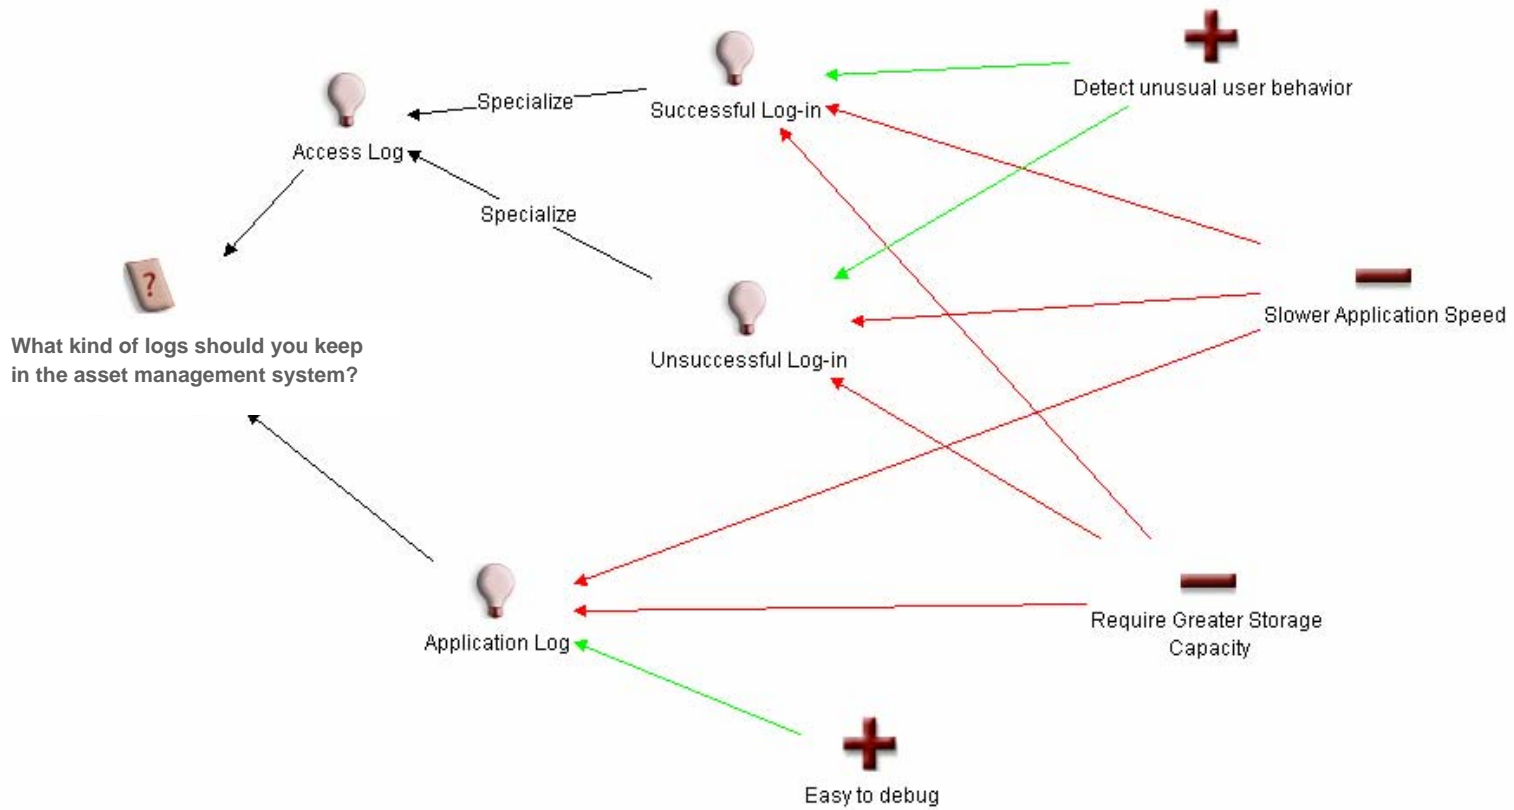 Detect unusual user behavior
Successful Log-in
Specialize
Access Log
Specialize
?
What kind of logs should you keep
in the asset management system?
Unsuccessful Log-in
Slower Application Speed
Application Log
Require Greater Storage
Capacity
Easy to debug